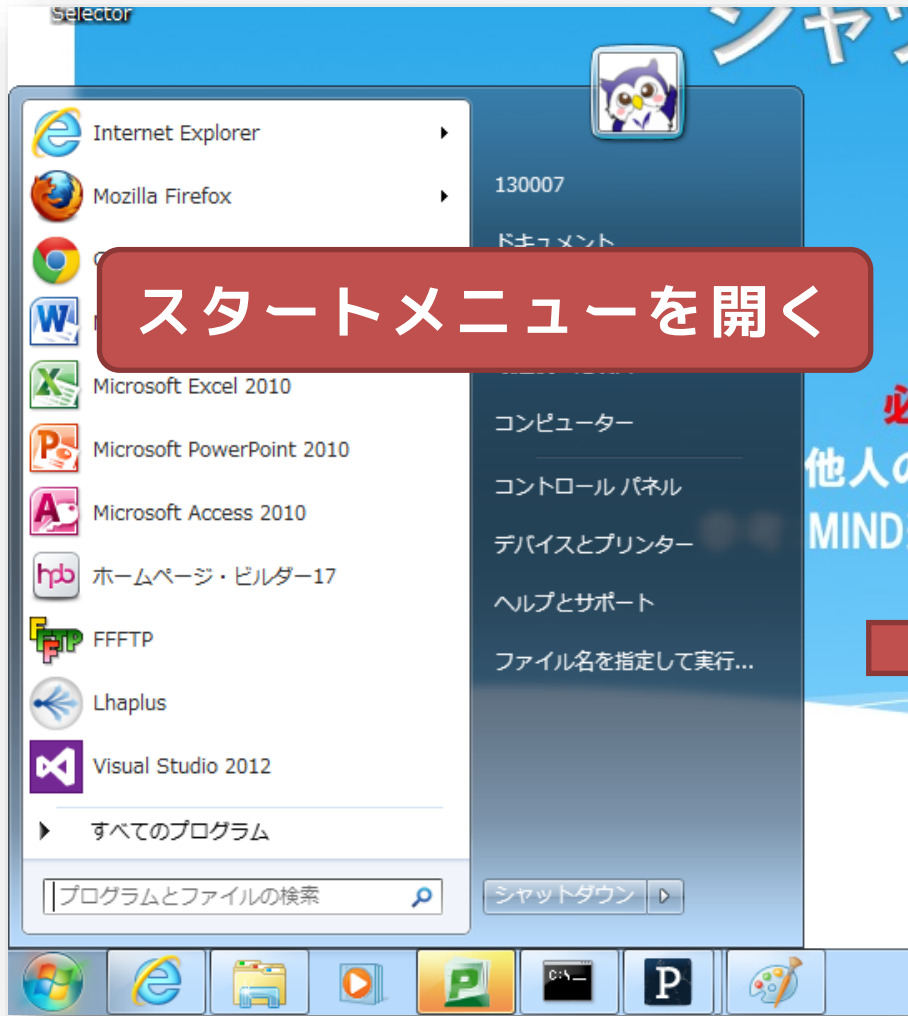 Selector
シャッ
Internet Explorer
Mozilla Firefox
スタートメニューを開く
Microsoft Excel 2010
Microsoft PowerPoint 2010
Microsoft Access 2010
ホームページ・ビルダー17
FFFTP
Lhaplus
Visual Studio 2012
すべてのプログラム
プログラムとファイルの検索
130007
ドキュメント
コンピューター
コントロール パネル
デバイスとプリンター
ヘルプとサポート
ファイル名を指定して実行...
シャットダウン
必
他人の
MIND